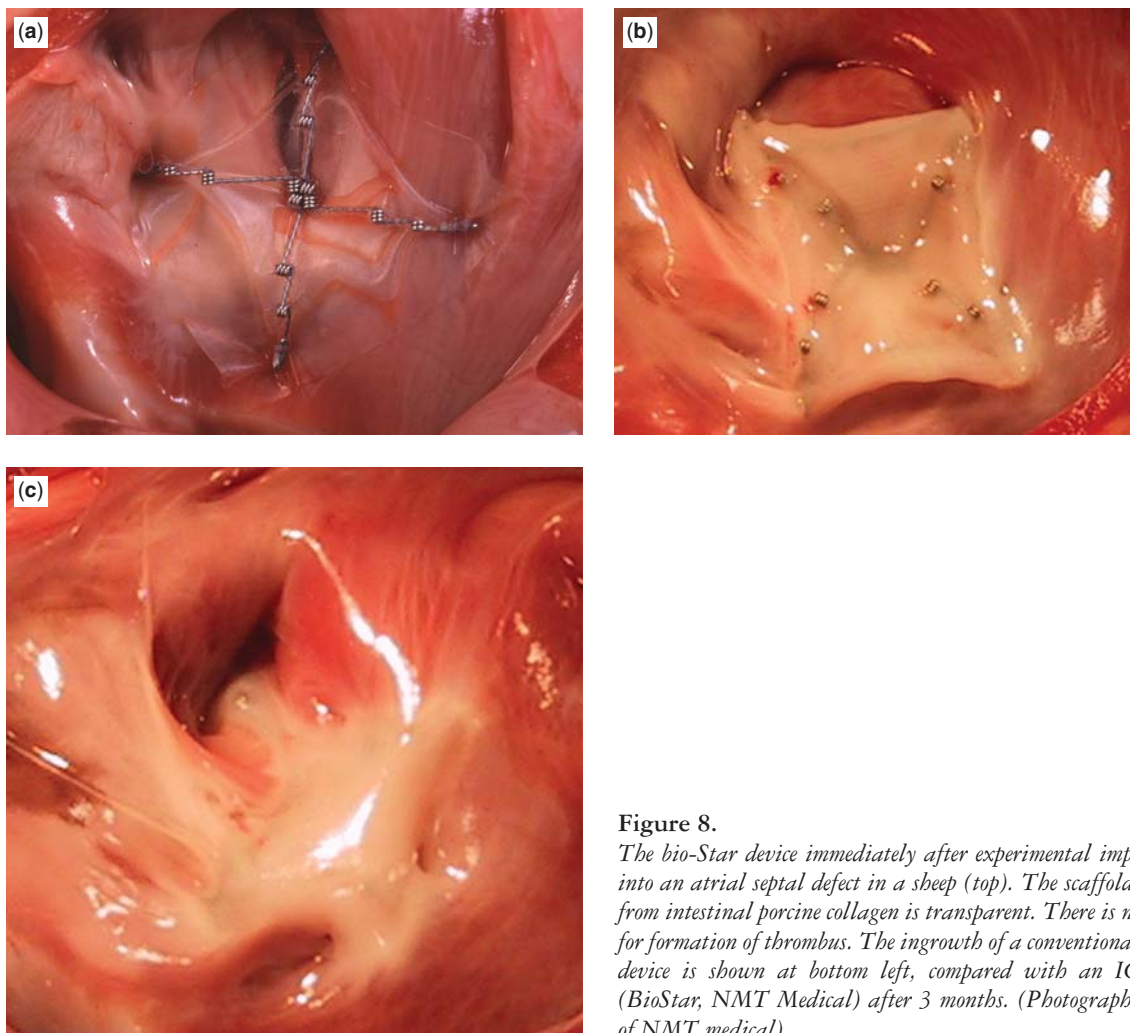 (a)
(b)
(c)
Figure 8.
The bio-Star device immediately after experimental imp
into an atrial septal defect in a sheep (top). The scaffold
from intestinal porcine collagen is transparent. There is n
for formation of thrombus. The ingrowth of a conventiona
device is shown at bottom left, compared with an IC
(BioStar, NMT Medical) after 3 months. (Photograph
of NMT medical)